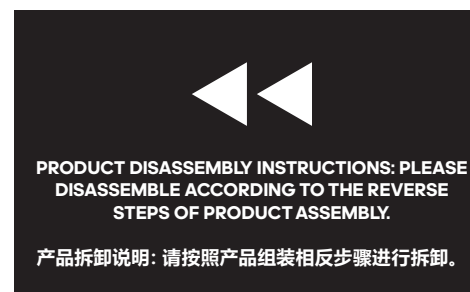 PRODUCT DISASSEMBLY INSTRUCTIONS: PLEASE
DISASSEMBLE ACCORDING TO THE REVERSE
STEPS OF PRODUCT ASSEMBLY.
产品拆卸说明: 请按照产品组装相反步骤进行拆卸。